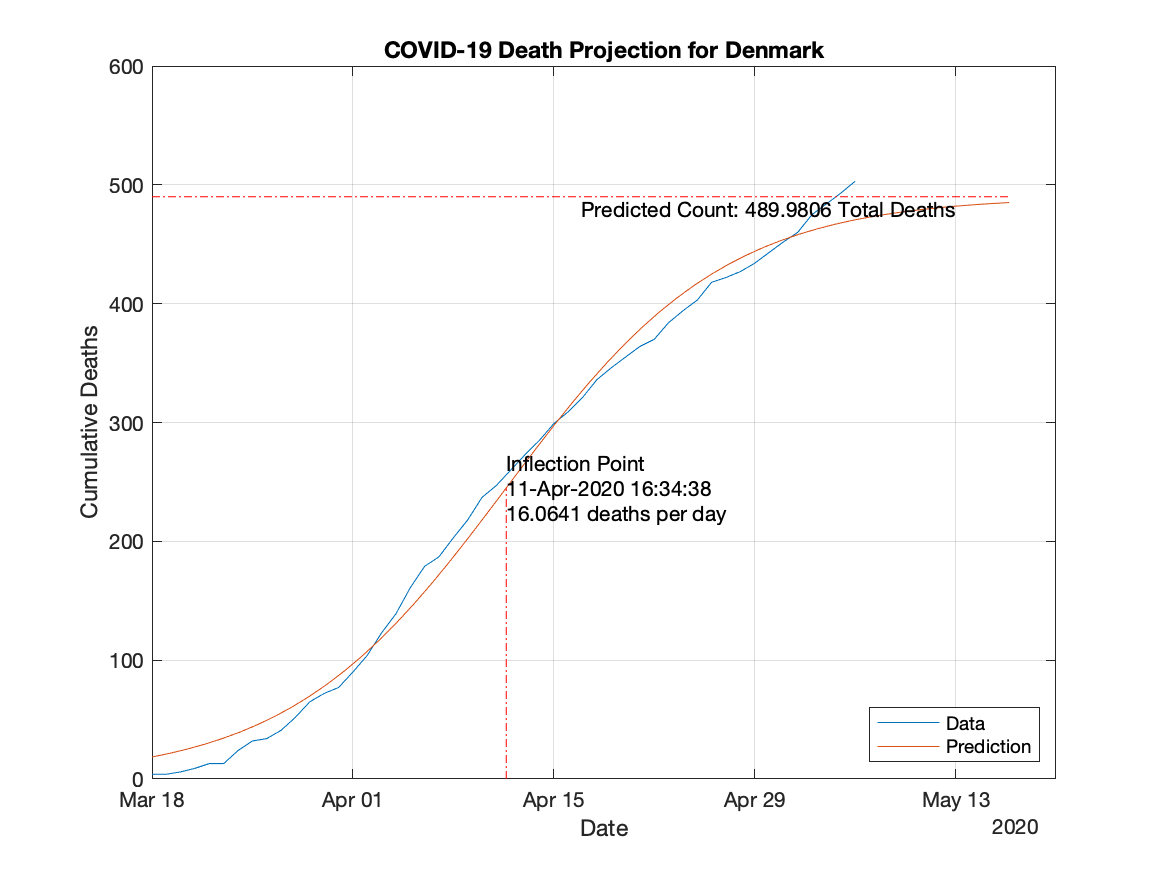 COVID-19 Death Projection for Denmark
600
500
400
300
200
100
0
Cumulative Deaths
Predicted Count: 489.9806 Total Deaths
Inflection Point
11-Apr-2020 16:34:38
16.0641 deaths per day
Data
Prediction
Mar 18
Apr 01
Apr 15
Apr 29
May 13
Date
2020